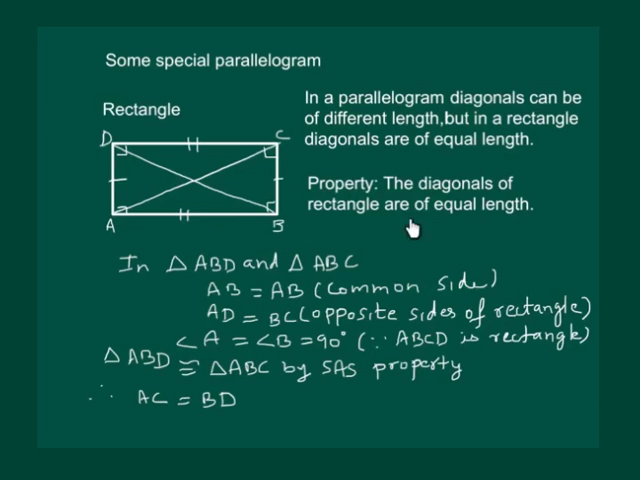 Some special parallelogram
Rectangle
In a parallelogram diagonals can be
of different length,but in a rectangle
diagonals are of equal length.
D
C
Property: The diagonals of
rectangle are of equal length.
A
B
In △ ABD and △ ABC
AB = AB (Common side)
AD = BC (opposite sides of rectangle)
∠A = ∠B = 90° (∵ ABCD is rectangle)
△ ABD ≅ △ABC by SAS property
∴ AC = BD